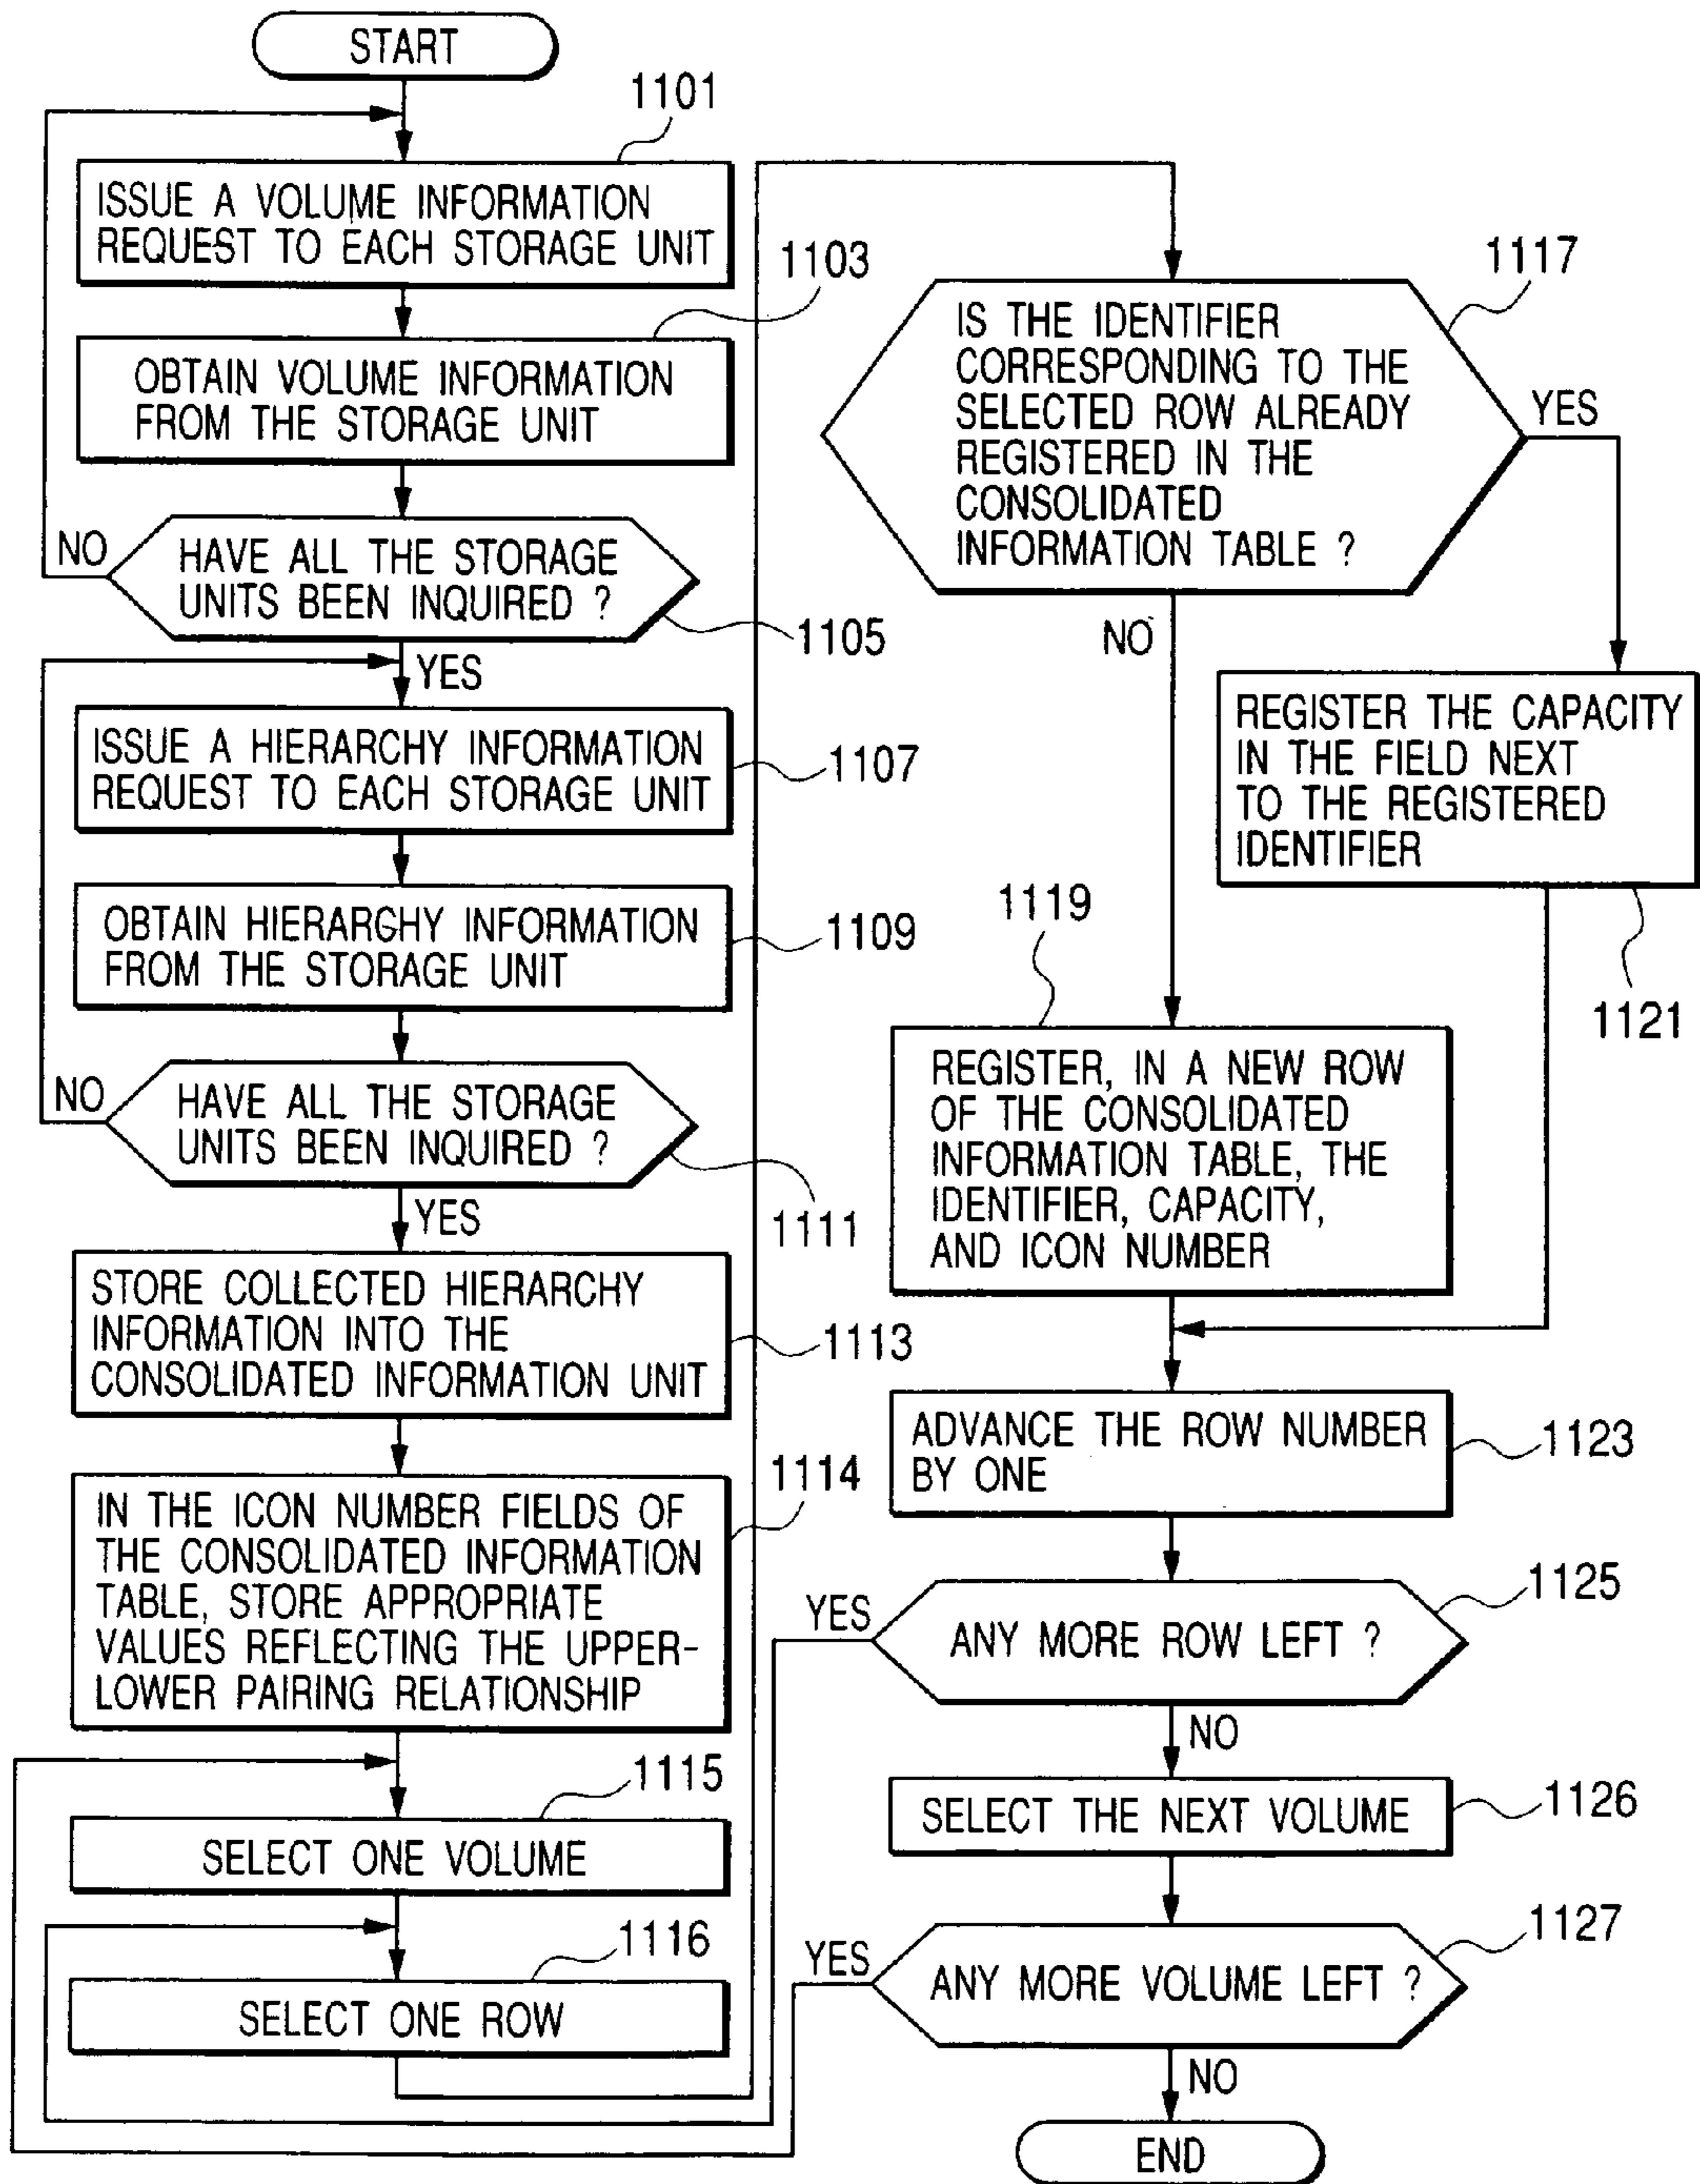 START
1101
ISSUE A VOLUME INFORMATION
REQUEST TO EACH STORAGE UNIT
1103
OBTAIN VOLUME INFORMATION
FROM THE STORAGE UNIT
NO
HAVE ALL THE STORAGE
UNITS BEEN INQUIRED ?
1105
YES
ISSUE A HIERARCHY INFORMATION
REQUEST TO EACH STORAGE UNIT
1107
OBTAIN HIERARCHY INFORMATION
FROM THE STORAGE UNIT
1109
NO
HAVE ALL THE STORAGE
UNITS BEEN INQUIRED ?
1111
YES
STORE COLLECTED HIERARCHY
INFORMATION INTO THE
CONSOLIDATED INFORMATION UNIT
1113
1114
IN THE ICON NUMBER FIELDS OF
THE CONSOLIDATED INFORMATION
TABLE, STORE APPROPRIATE
VALUES REFLECTING THE UPPER-
LOWER PAIRING RELATIONSHIP
1115
SELECT ONE VOLUME
1116
SELECT ONE ROW
1117
IS THE IDENTIFIER
CORRESPONDING TO THE
SELECTED ROW ALREADY
REGISTERED IN THE
CONSOLIDATED
INFORMATION TABLE ?
YES
NO
REGISTER THE CAPACITY
IN THE FIELD NEXT
TO THE REGISTERED
IDENTIFIER
1121
1119
REGISTER, IN A NEW ROW
OF THE CONSOLIDATED
INFORMATION TABLE, THE
IDENTIFIER, CAPACITY,
AND ICON NUMBER
ADVANCE THE ROW NUMBER
BY ONE
1123
1125
YES
ANY MORE ROW LEFT ?
NO
SELECT THE NEXT VOLUME
1126
1127
YES
ANY MORE VOLUME LEFT ?
NO
END